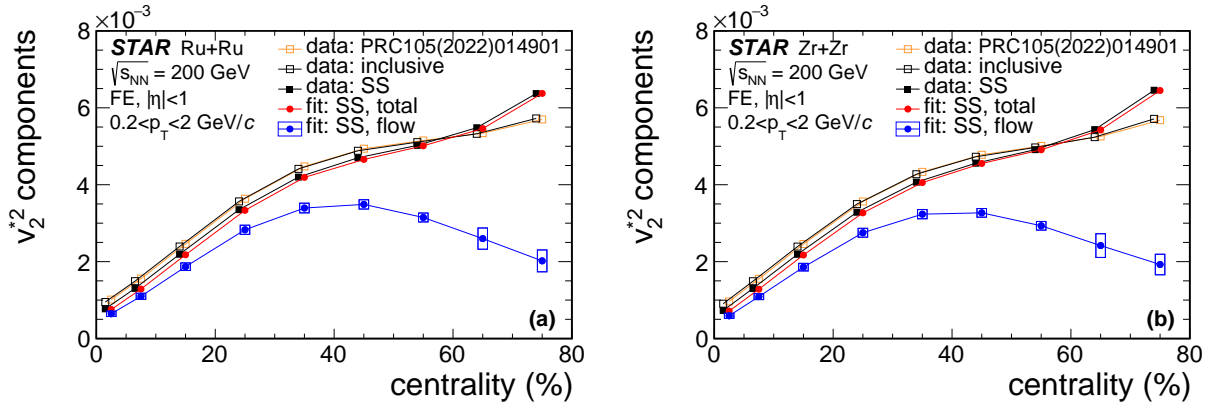 ×10⁻³
8
6
4
2
0
0 20 40 60 80
v₂*² components
centrality (%)
STAR Ru+Ru
√sNN = 200 GeV
FE, |η|<1
0.2<pT<2 GeV/c
data: PRC105(2022)014901
data: inclusive
data: SS
fit: SS, total
fit: SS, flow
(a)
×10⁻³
8
6
4
2
0
0 20 40 60 80
v₂*² components
centrality (%)
STAR Zr+Zr
√sNN = 200 GeV
FE, |η|<1
0.2<pT<2 GeV/c
data: PRC105(2022)014901
data: inclusive
data: SS
fit: SS, total
fit: SS, flow
(b)